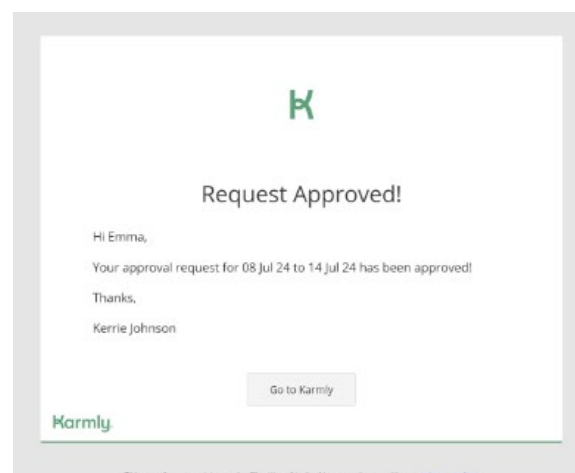 K
Request Approved!
Hi Emma,
Your approval request for 08 Jul 24 to 14 Jul 24 has been approved!
Thanks,
Kerrie Johnson
Go to Karmly
Karmly.